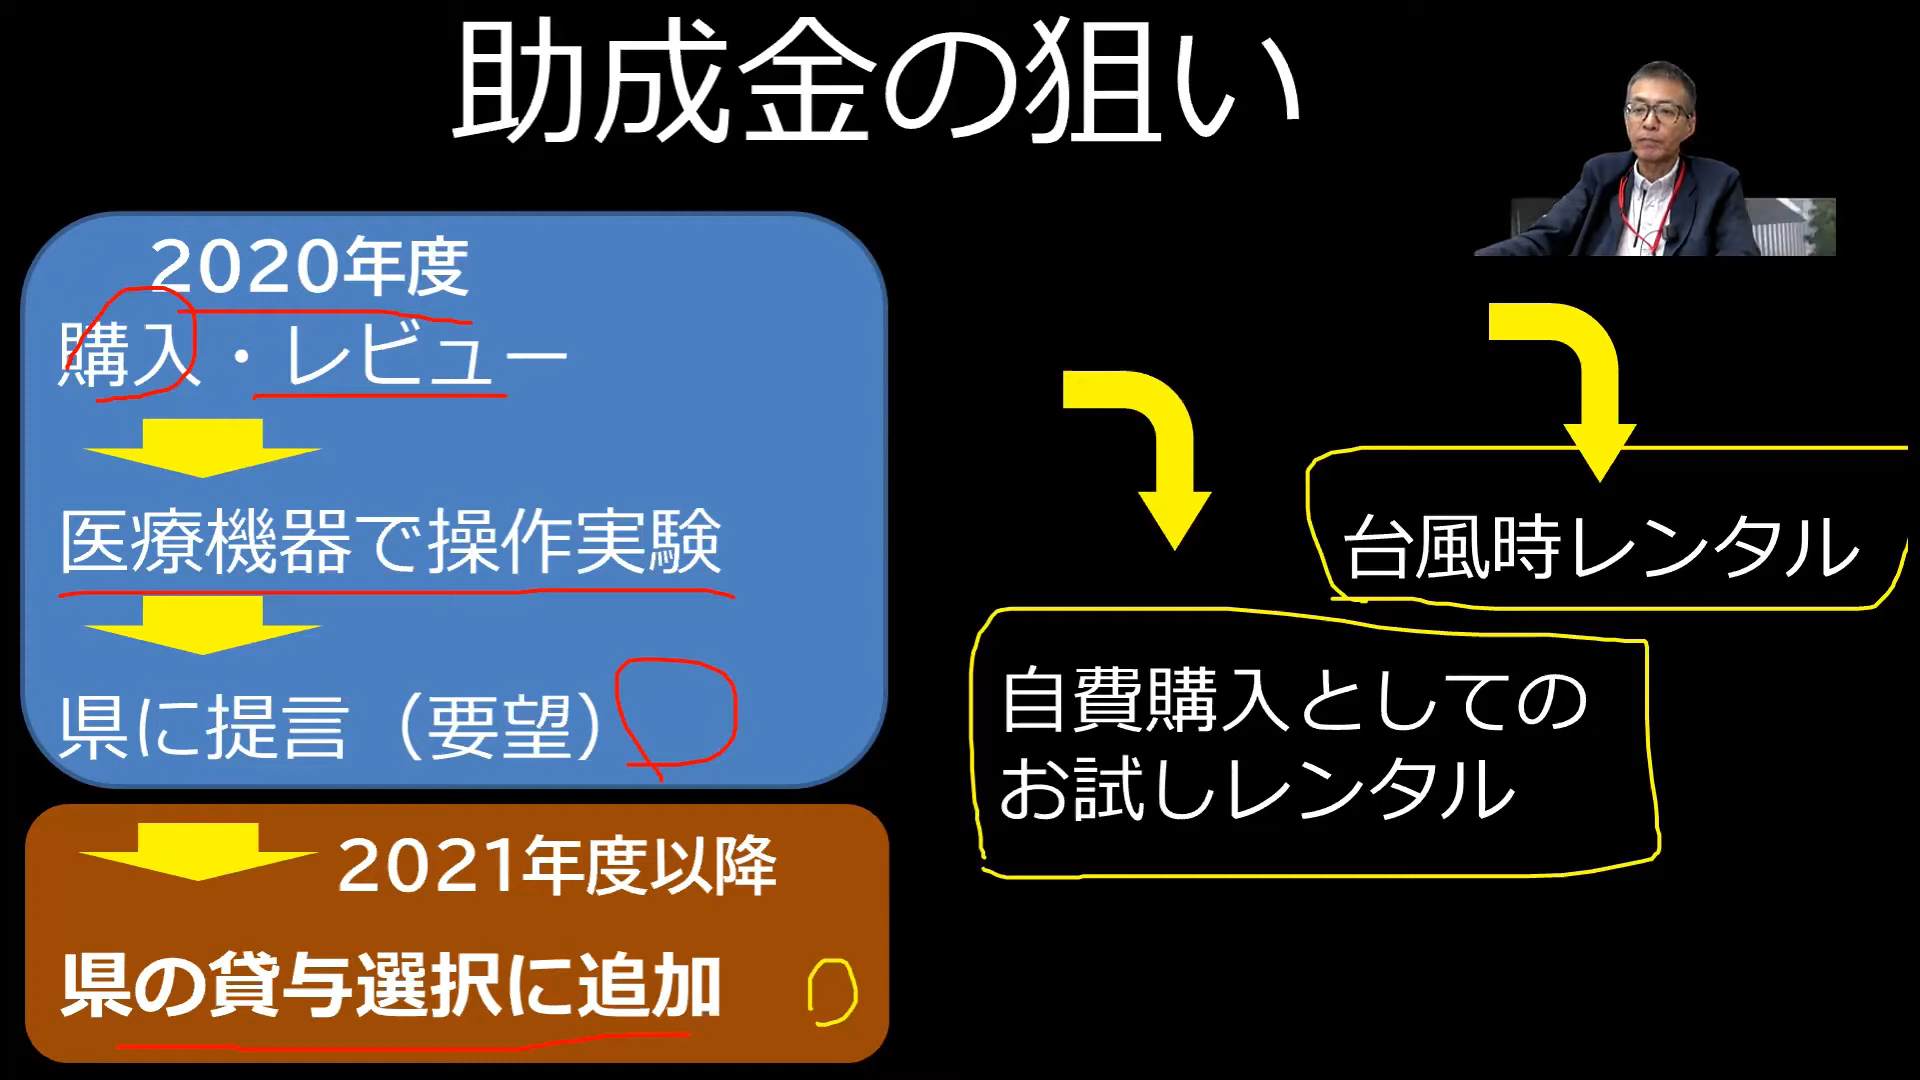 助成金の狙い
2020年度
購入・レビュー
医療機器で操作実験
県に提言（要望）
2021年度以降
県の貸与選択に追加
台風時レンタル
自費購入としての
お試しレンタル